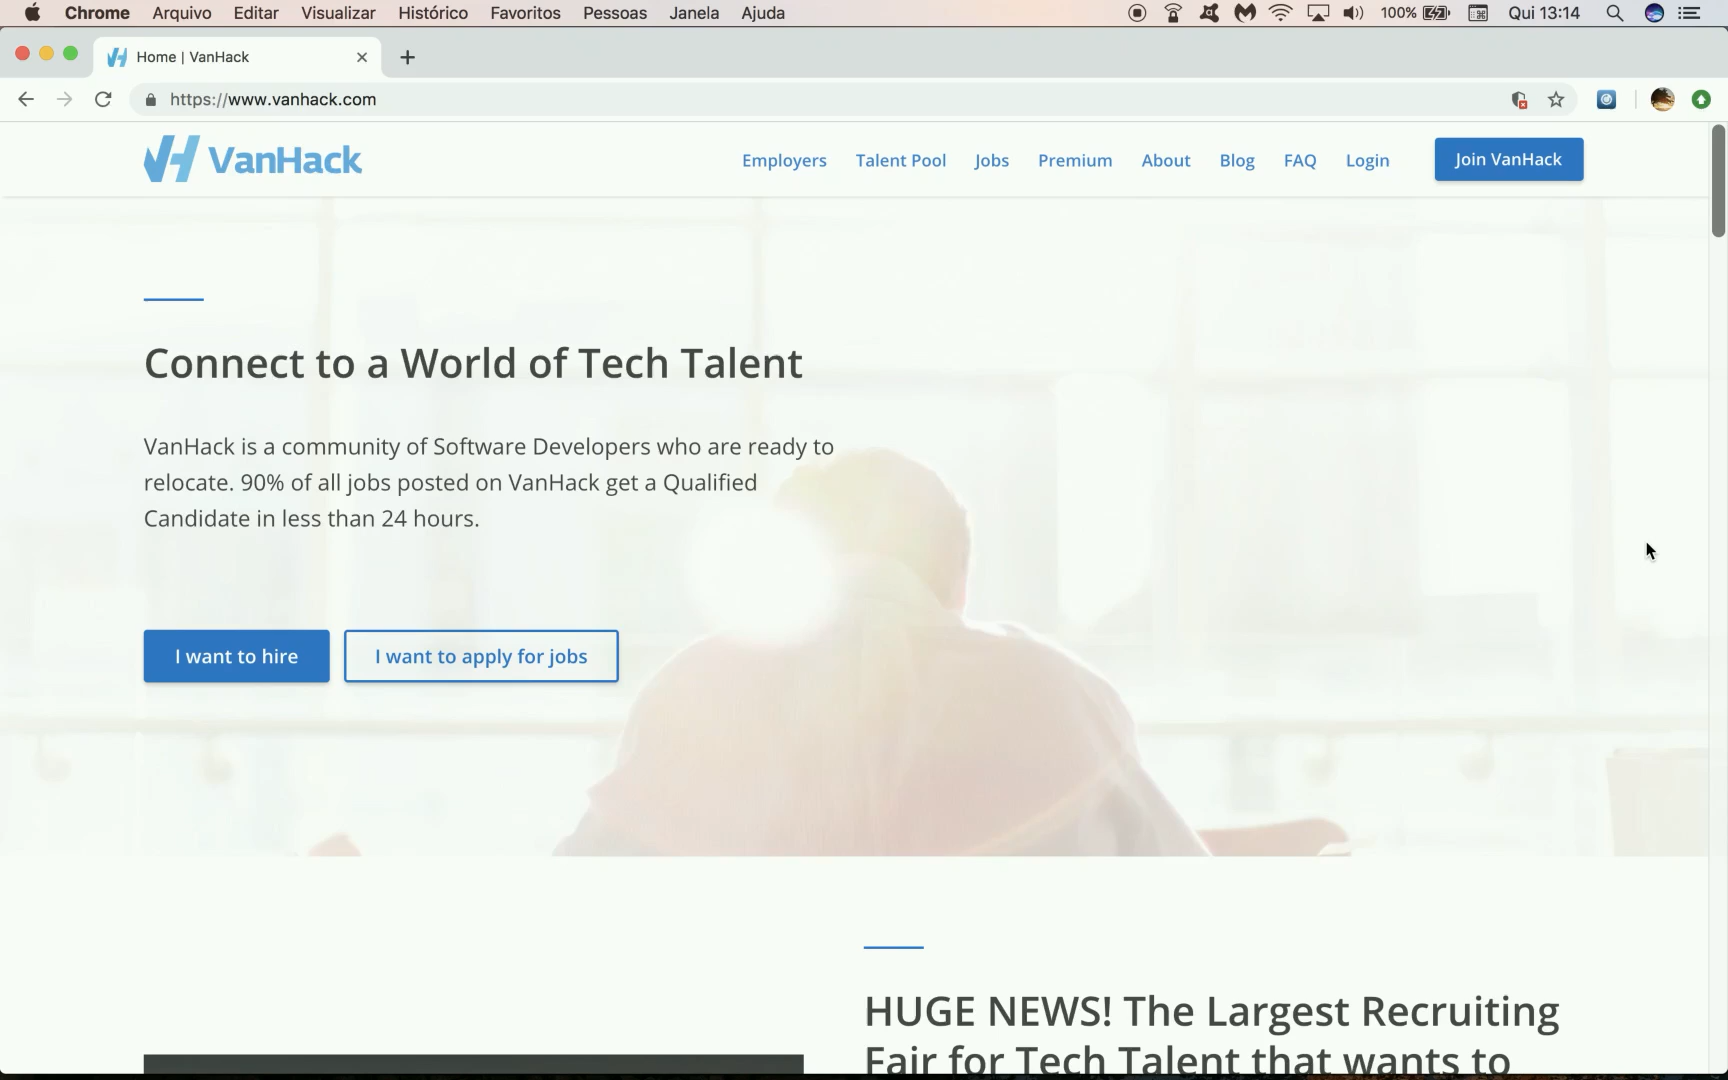 Chrome Arquivo Editar Visualizar Histórico Favoritos Pessoas Janela Ajuda 100% Qui 13:14
Home | VanHack
https://www.vanhack.com
VanHack Employers Talent Pool Jobs Premium About Blog FAQ Login Join VanHack
Connect to a World of Tech Talent
VanHack is a community of Software Developers who are ready to
relocate. 90% of all jobs posted on VanHack get a Qualified
Candidate in less than 24 hours.
I want to hire I want to apply for jobs
HUGE NEWS! The Largest Recruiting
Fair for Tech Talent that wants to